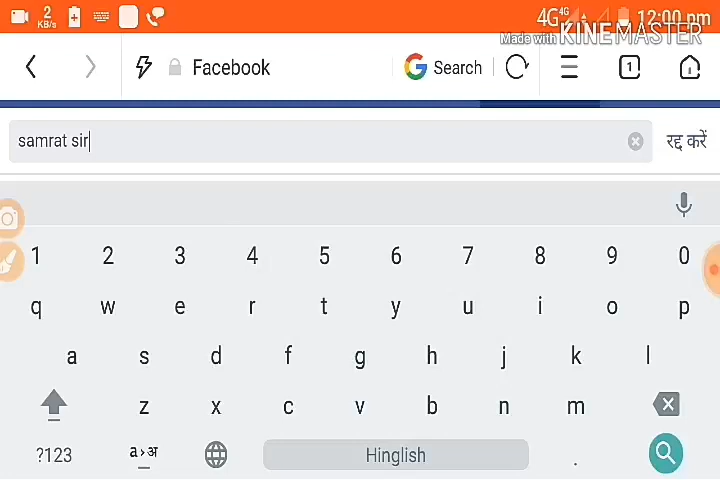 2 KB/s 4G 4G 12:00 pm
Made with KINEMASTER
Facebook G Search 1
samrat sir रद्द करें
1 2 3 4 5 6 7 8 9 0
q w e r t y u i o p
a s d f g h j k l
z x c v b n m
?123 a›अ Hinglish .